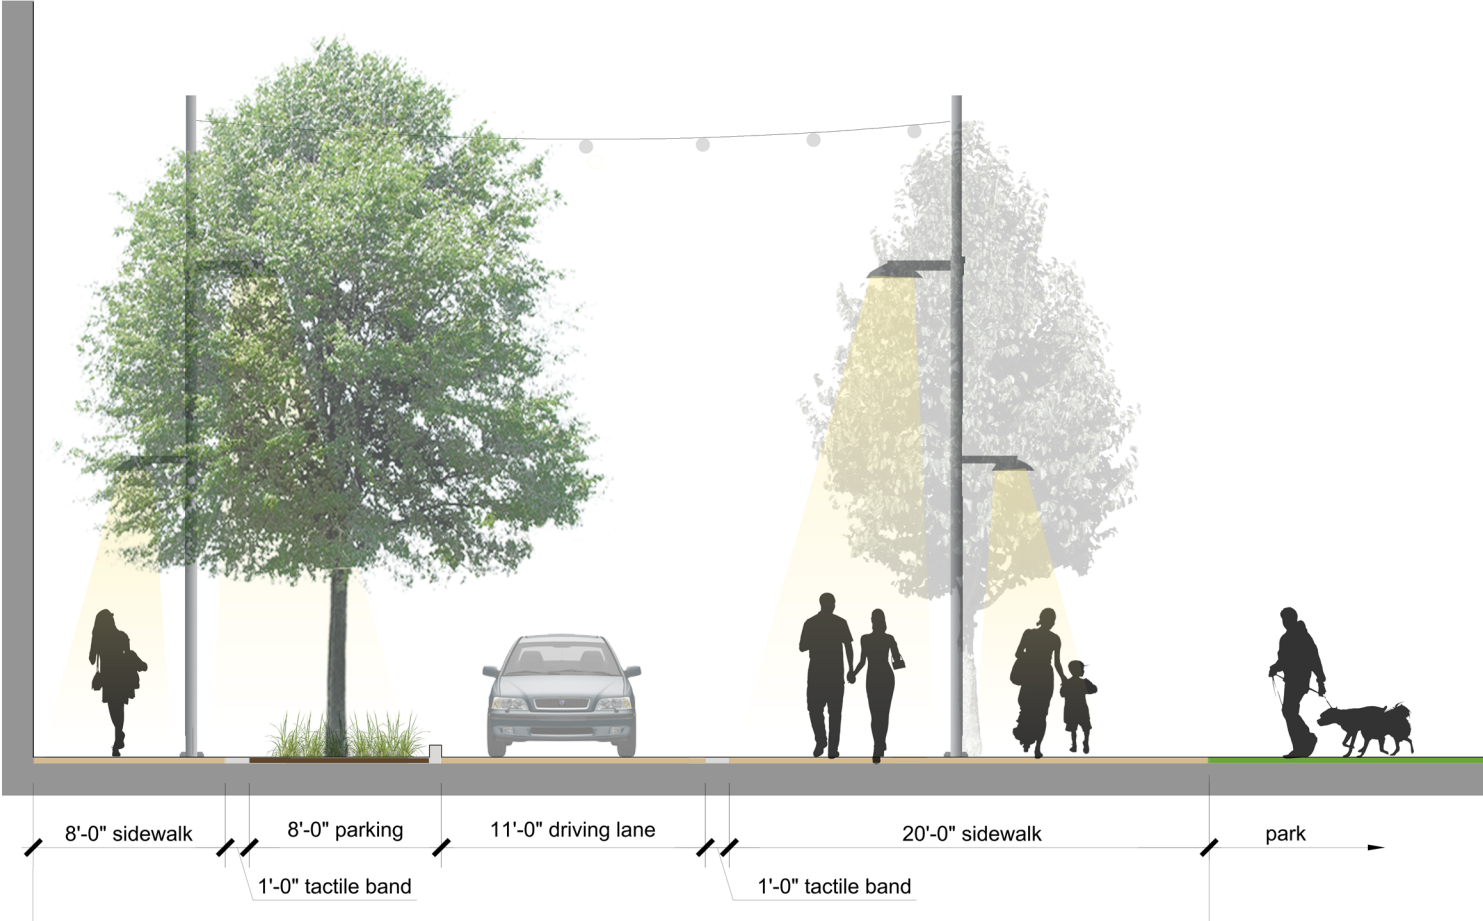 8'-0" sidewalk
8'-0" parking
11'-0" driving lane
20'-0" sidewalk
park
1'-0" tactile band
1'-0" tactile band